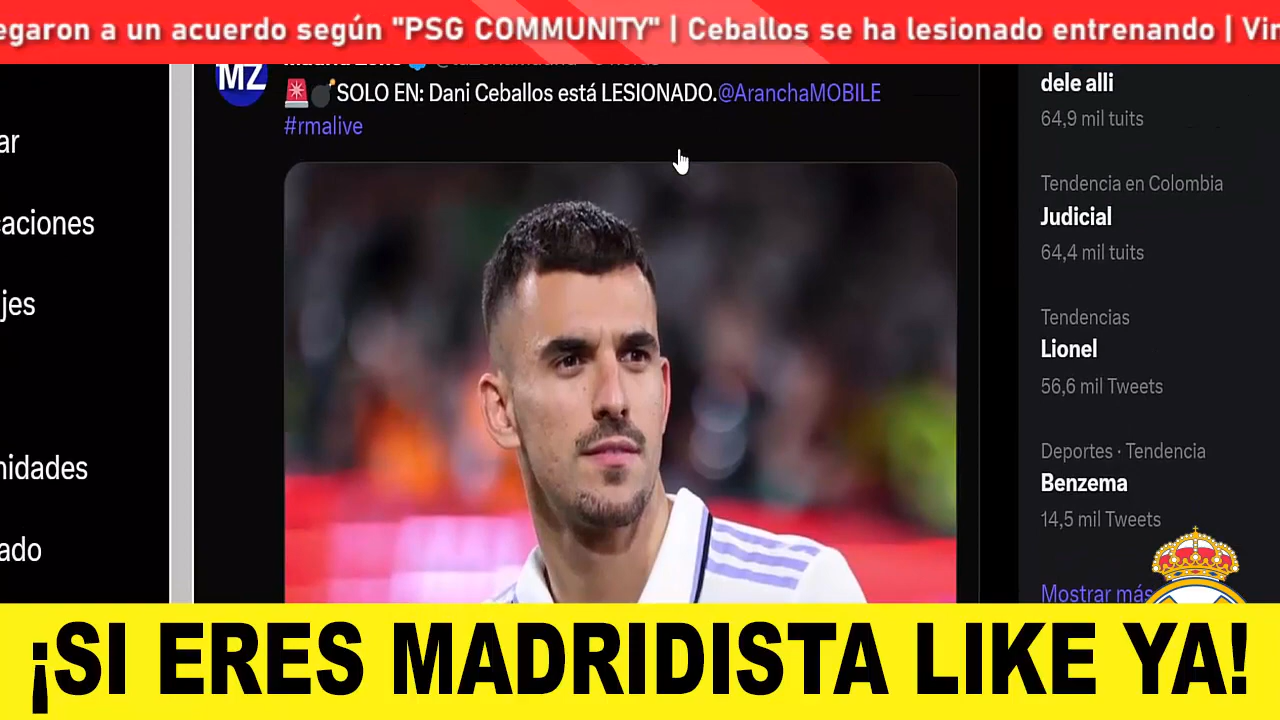 egaron a un acuerdo según "PSG COMMUNITY" | Ceballos se ha lesionado entrenando | Vin
MZ
SOLO EN: Dani Ceballos está LESIONADO.@AranchaMOBILE
#rmalive
ar
caciones
jes
nidades
ado
dele alli
64,9 mil tuits
Tendencia en Colombia
Judicial
64,4 mil tuits
Tendencias
Lionel
56,6 mil Tweets
Deportes · Tendencia
Benzema
14,5 mil Tweets
Mostrar más
¡SI ERES MADRIDISTA LIKE YA!